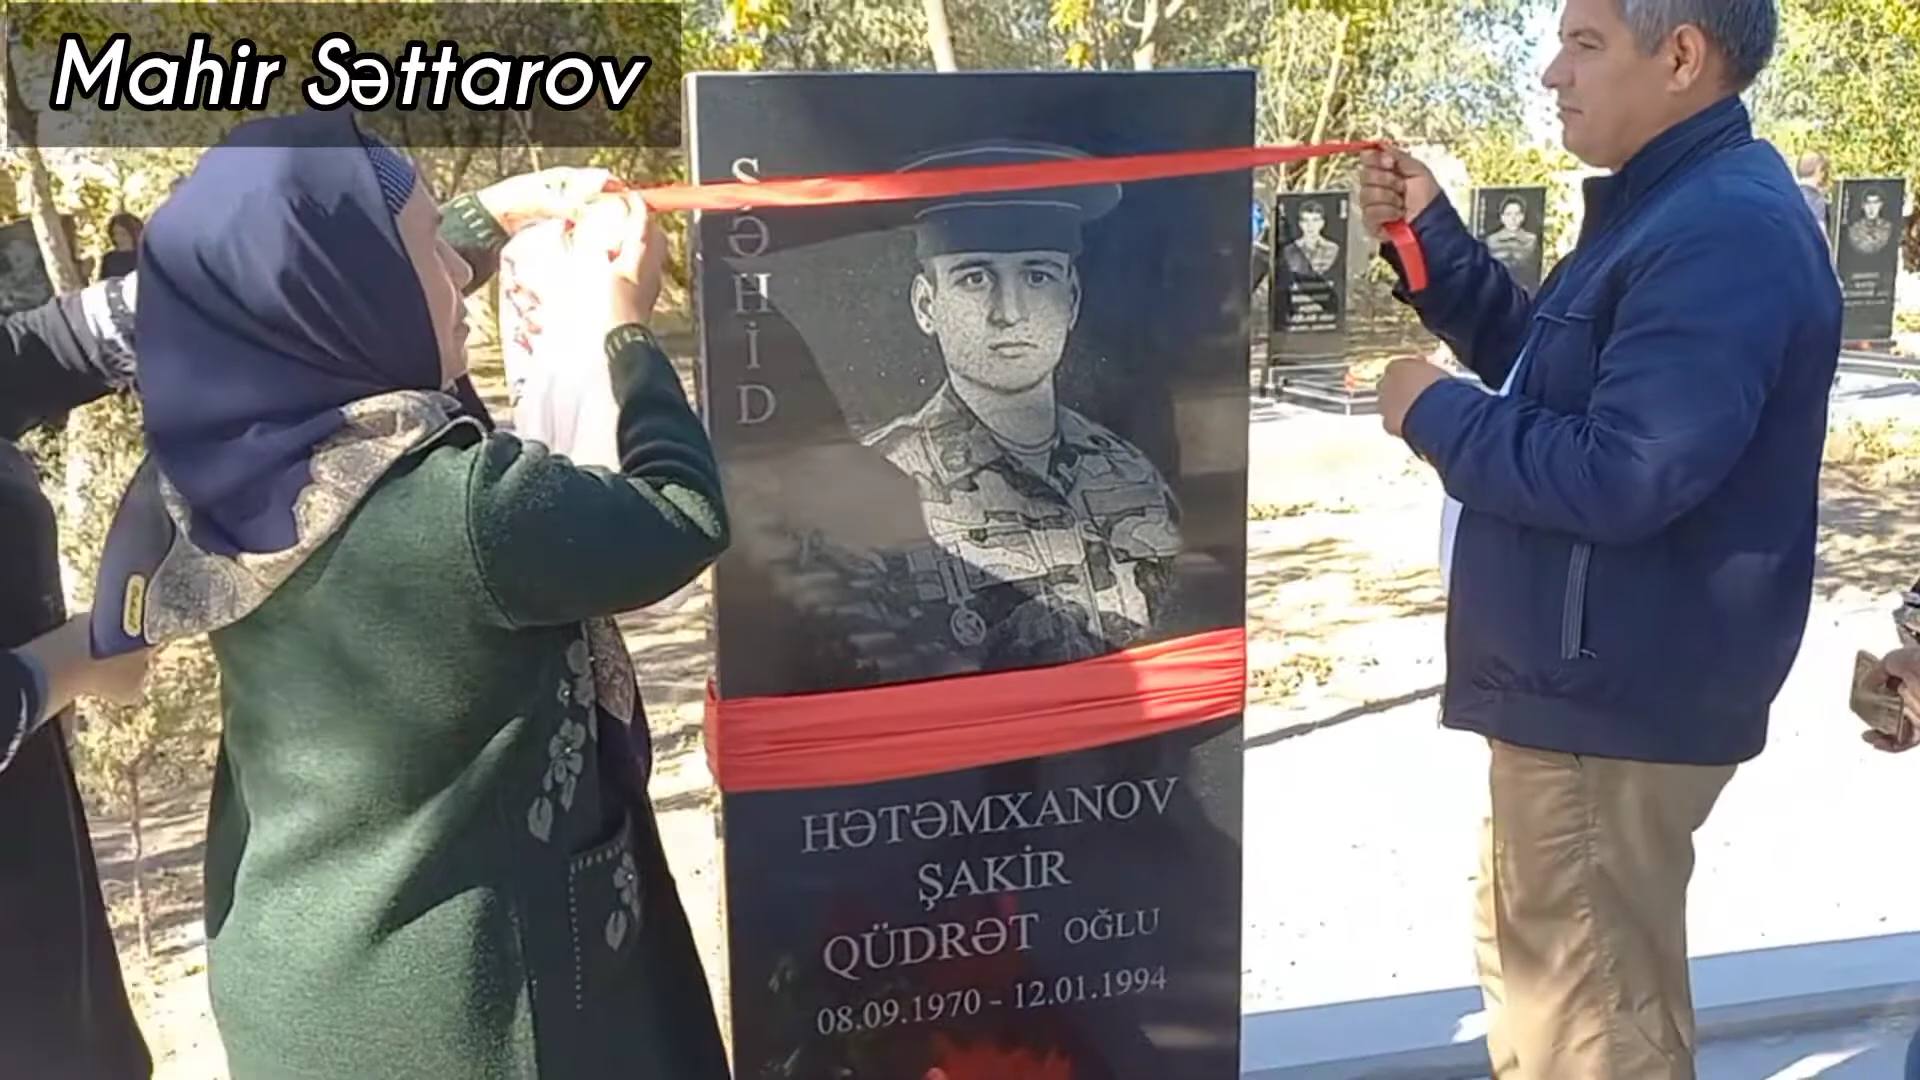 Mahir Səttarov
ŞƏHİD
HƏTƏMXANOV
ŞAKİR
QÜDRƏT OĞLU
08.09.1970 - 12.01.1994